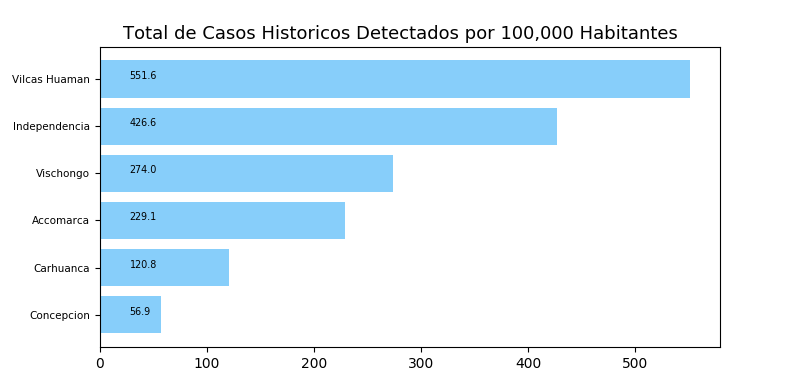 Total de Casos Historicos Detectados por 100,000 Habitantes
Vilcas Huaman 551.6
Independencia 426.6
Vischongo 274.0
Accomarca 229.1
Carhuanca 120.8
Concepcion 56.9
0 100 200 300 400 500